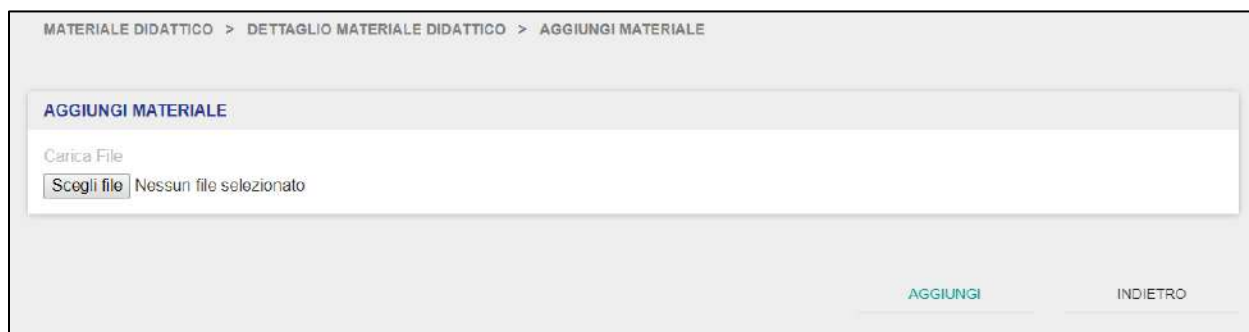 MATERIALE DIDATTICO > DETTAGLIO MATERIALE DIDATTICO > AGGIUNGI MATERIALE
AGGIUNGI MATERIALE
Carica File
Scegli file Nessun file selezionato
AGGIUNGI INDIETRO